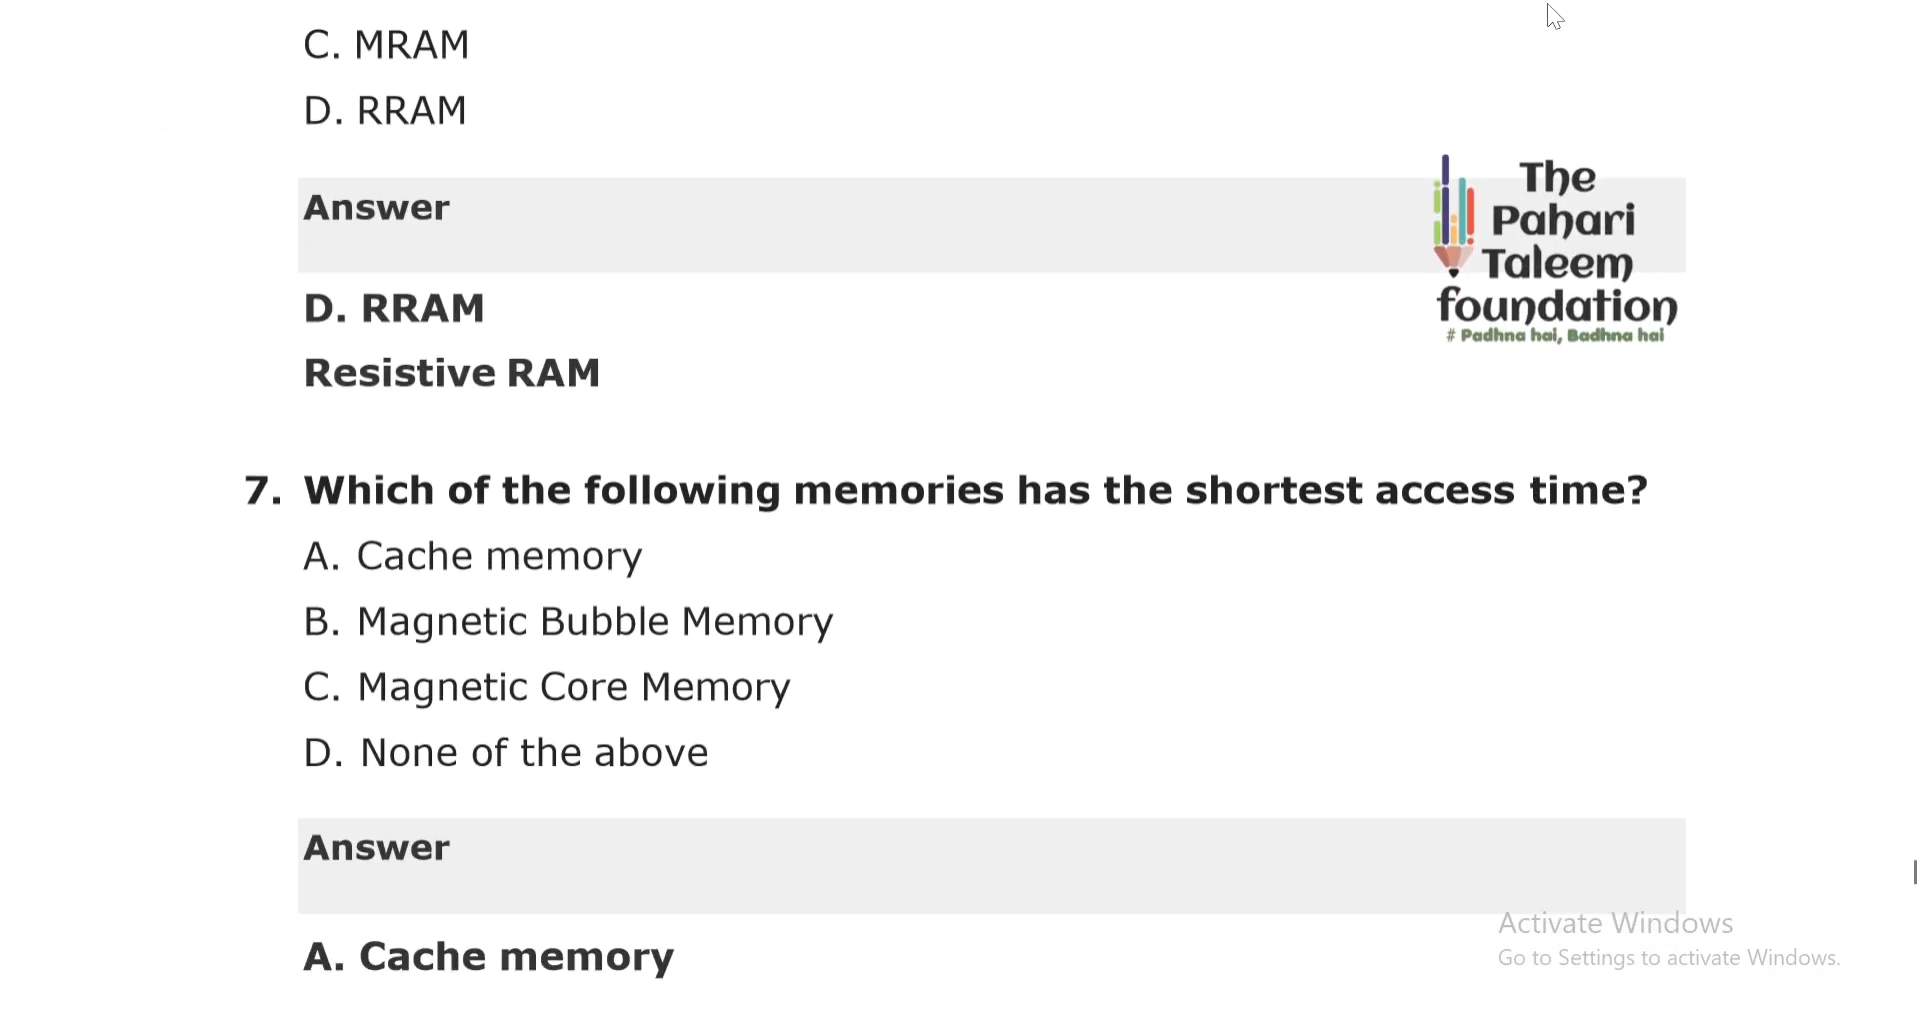 C. MRAM
D. RRAM
Answer
The
Pahari
Taleem
foundation
# Padhna hai, Badhna hai
D. RRAM
Resistive RAM
7. Which of the following memories has the shortest access time?
A. Cache memory
B. Magnetic Bubble Memory
C. Magnetic Core Memory
D. None of the above
Answer
Activate Windows
Go to Settings to activate Windows.
A. Cache memory